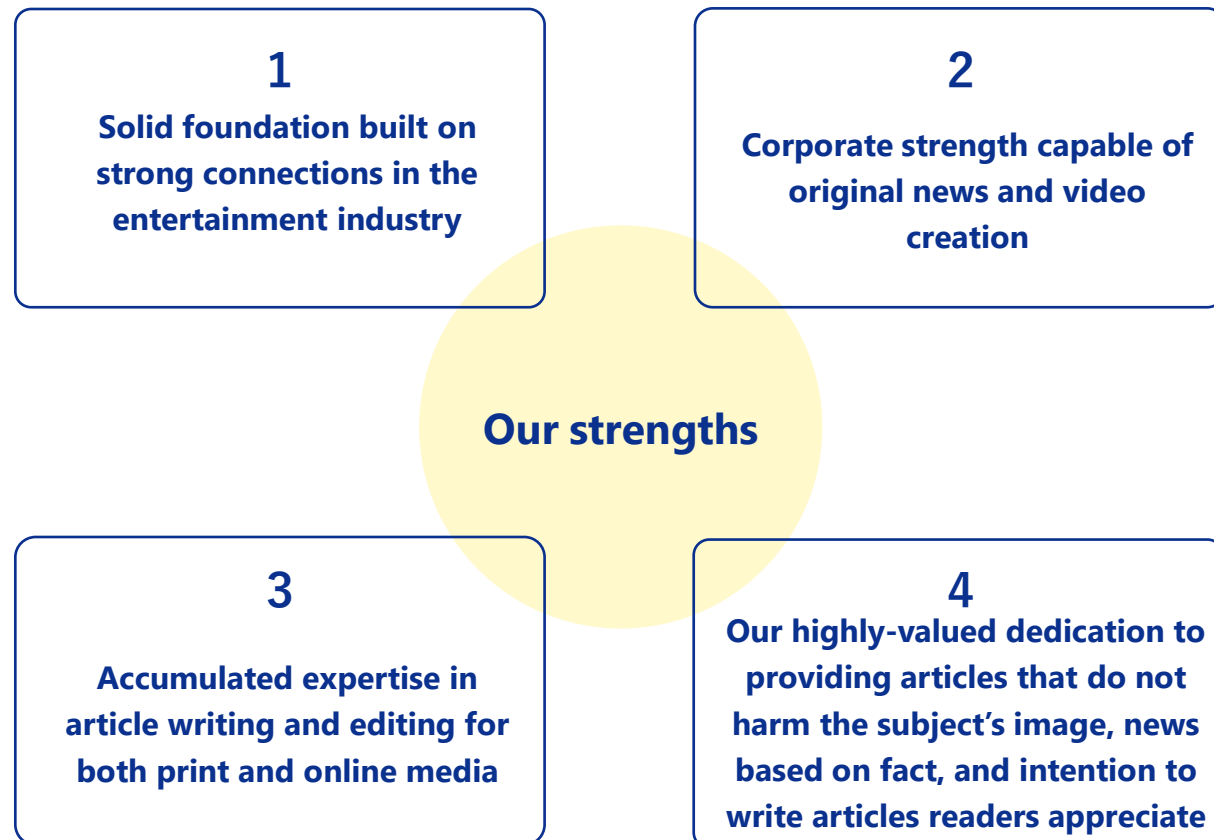 1
Solid foundation built on
strong connections in the
entertainment industry
2
Corporate strength capable of
original news and video
creation
Our strengths
3
Accumulated expertise in
article writing and editing for
both print and online media
4
Our highly-valued dedication to
providing articles that do not
harm the subject’s image, news
based on fact, and intention to
write articles readers appreciate